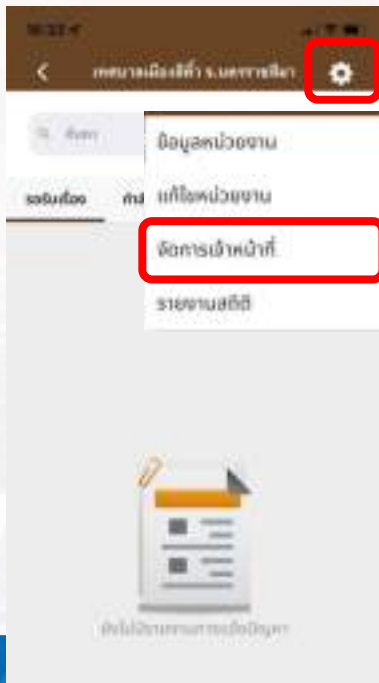 เทศบาลเมืองสีคิ้ว จ.นครราชสีมา
ค้นหา
ข้อมูลหน่วยงาน
รอรับเรื่อง
แก้ไขหน่วยงาน
จัดการเจ้าหน้าที่
รายงานสถิติ